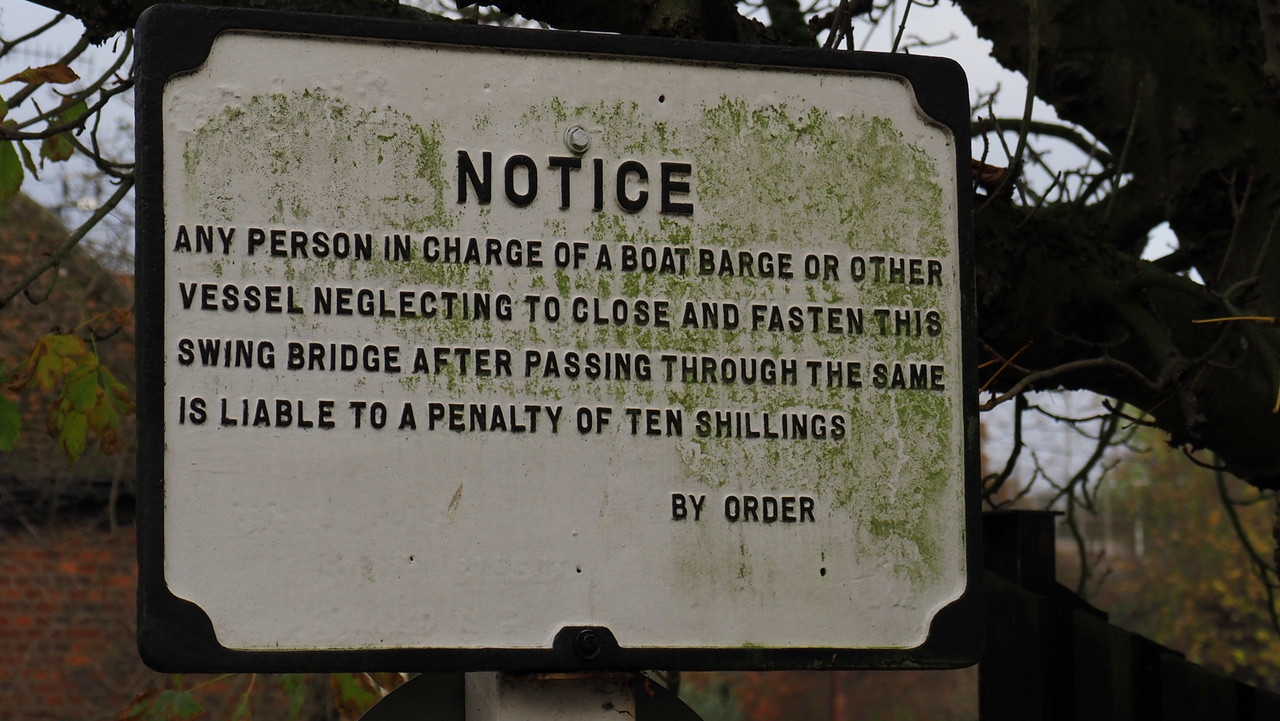 NOTICE
ANY PERSON IN CHARGE OF A BOAT BARGE OR OTHER
VESSEL NEGLECTING TO CLOSE AND FASTEN THIS
SWING BRIDGE AFTER PASSING THROUGH THE SAME
IS LIABLE TO A PENALTY OF TEN SHILLINGS
BY ORDER